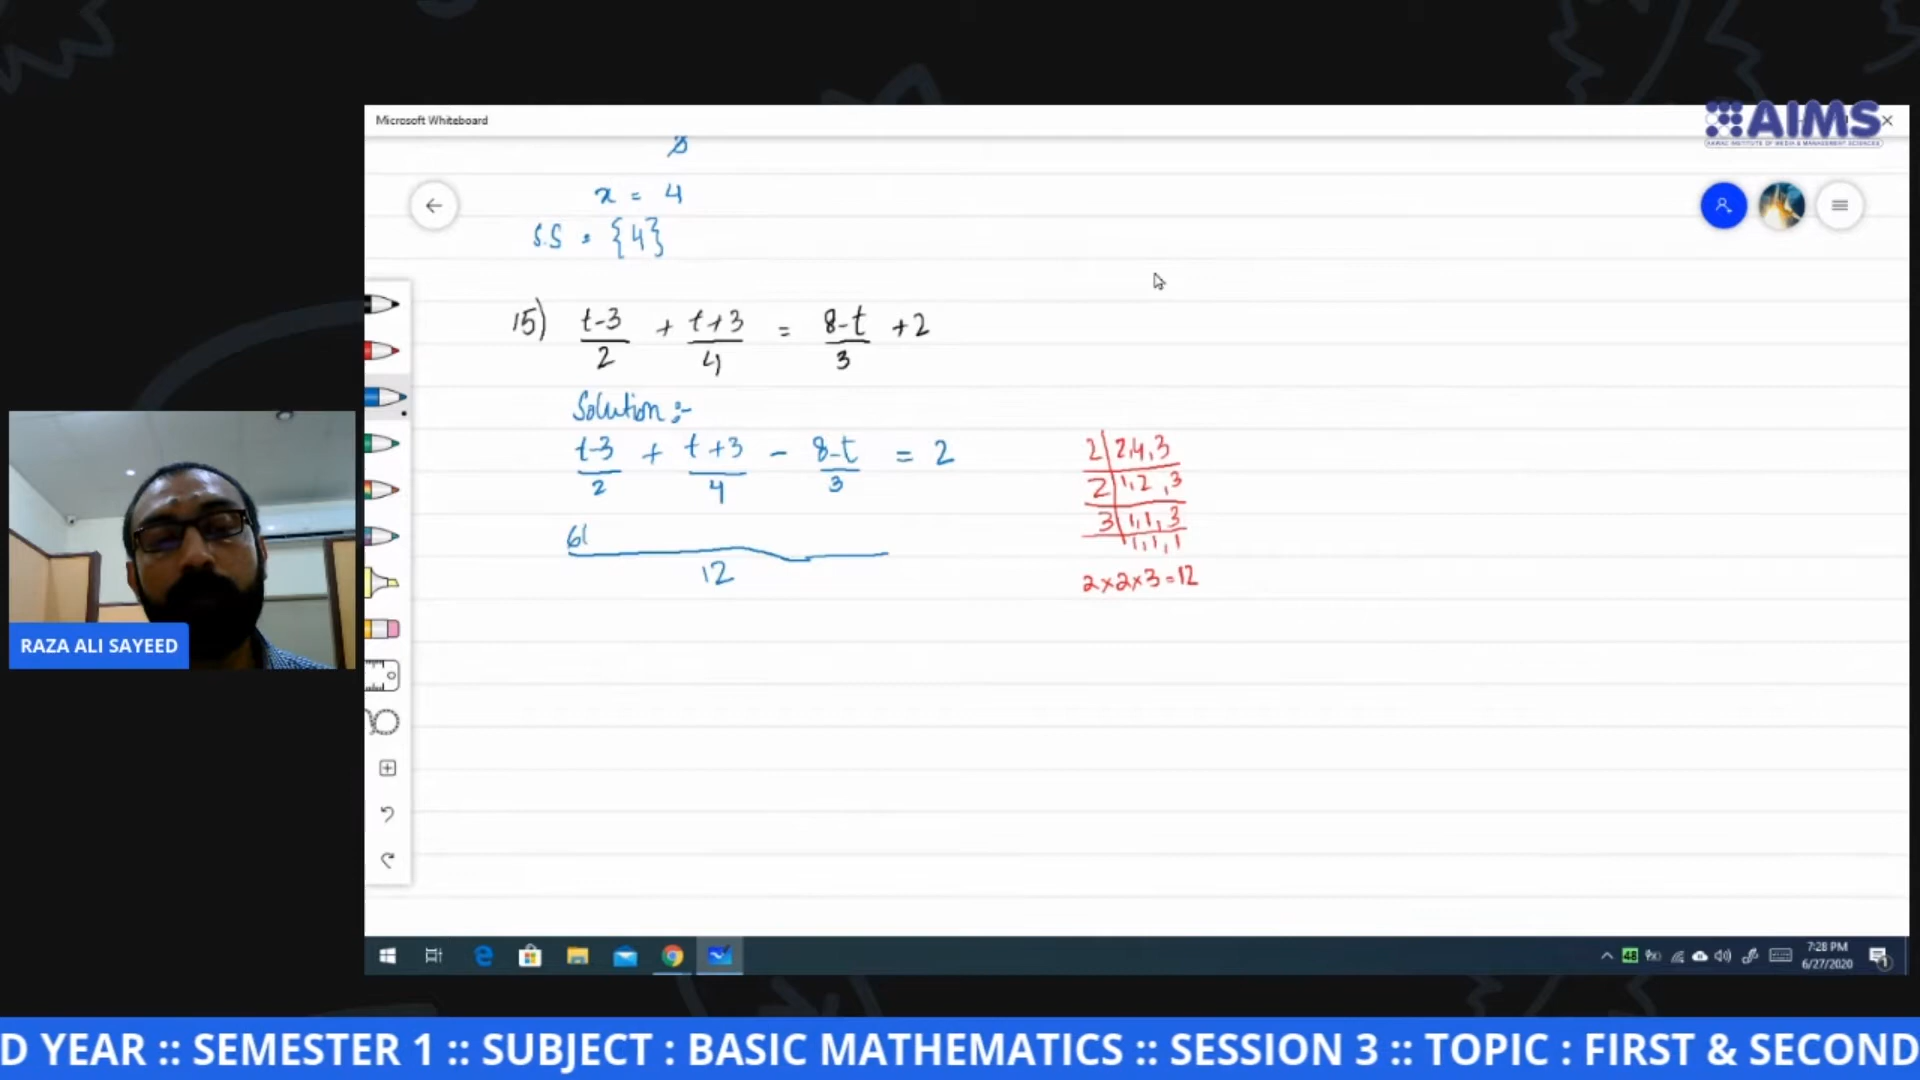 Microsoft Whiteboard
AIMS
x = 4
S.S = {4}
15) t-3/2 + t+3/4 = 8-t/3 + 2
Solution :-
t-3/2 + t+3/4 - 8-t/3 = 2
6(
12
2 | 2,4,3
2 | 1,2,3
3 | 1,1,3
1,1,1
2×2×3=12
RAZA ALI SAYEED
48
7:28 PM
6/27/2020
D YEAR :: SEMESTER 1 :: SUBJECT : BASIC MATHEMATICS :: SESSION 3 :: TOPIC : FIRST & SECOND